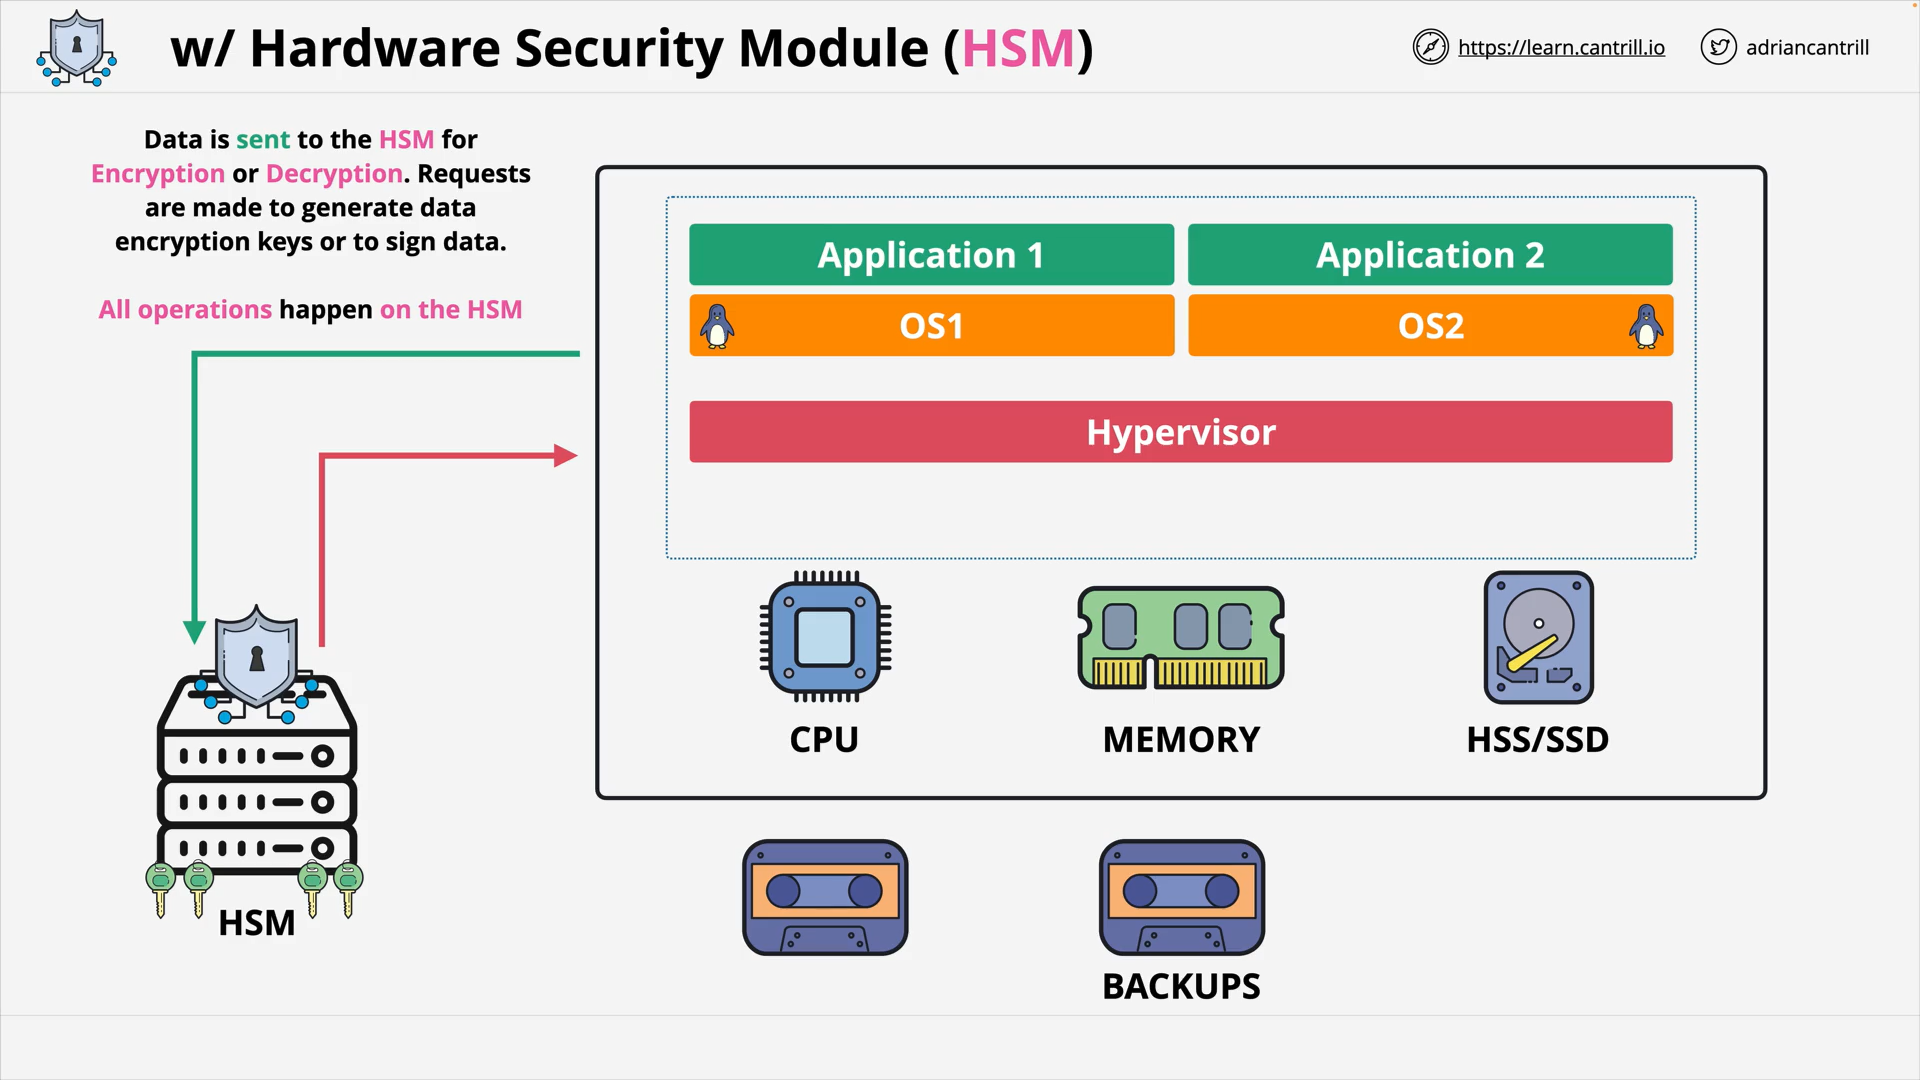 w/ Hardware Security Module (HSM)
https://learn.cantrill.io
adriancantrill
Data is sent to the HSM for
Encryption or Decryption. Requests
are made to generate data
encryption keys or to sign data.
All operations happen on the HSM
Application 1
Application 2
OS1
OS2
Hypervisor
CPU
MEMORY
HSS/SSD
HSM
BACKUPS